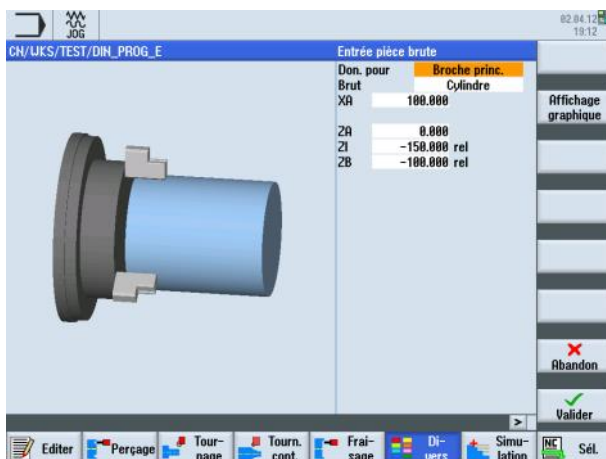 JOG
02.04.12
19:12
CN/WKS/TEST/DIN_PROG_E
Entrée pièce brute
Don. pour Broche princ.
Brut Cylindre
XA 100.000
ZA 0.000
ZI -150.000 rel
ZB -100.000 rel
Affichage
graphique
Abandon
Valider
>
Editer
Perçage
Tour-
nage
Tourn.
cont.
Frai-
sage
Di-
vers
Simu-
lation
NC
Sél.